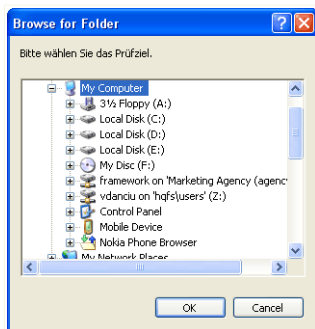 Browse for Folder
Bitte wählen Sie das Prüfziel.
My Computer
3½ Floppy (A:)
Local Disk (C:)
Local Disk (D:)
Local Disk (E:)
My Disc (F:)
framework on 'Marketing Agency (agenc
vdanciu on 'hqfs\users' (Z:)
Control Panel
Mobile Device
Nokia Phone Browser
My Network Places
OK
Cancel